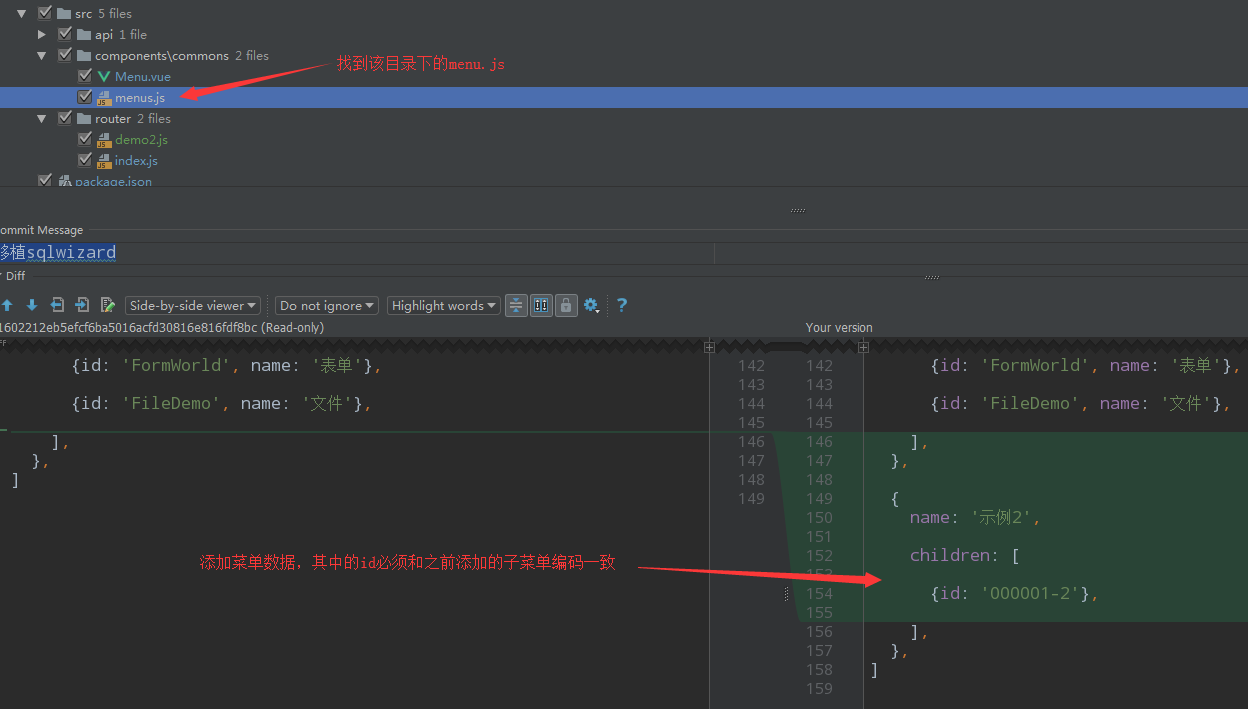 src 5 files
api 1 file
components\commons 2 files
找到该目录下的menu.js
Menu.vue
menus.js
router 2 files
demo2.js
index.js
package.json
ommit Message
移植sqlwizard
Diff
Side-by-side viewer
Do not ignore
Highlight words
?
1602212eb5efcf6ba5016acfd30816e816fdf8bc (Read-only)
Your version
{id: 'FormWorld', name: '表单'},
142 142
{id: 'FormWorld', name: '表单'},
143 143
{id: 'FileDemo', name: '文件'},
144 144
{id: 'FileDemo', name: '文件'},
145 145
],
146 146
],
},
147 147
},
]
148 148
149 149
{
150
name: '示例2',
151
152
children: [
添加菜单数据，其中的id必须和之前添加的子菜单编码一致
153
154
{id: '000001-2'},
155
156
],
157
},
158
]
159